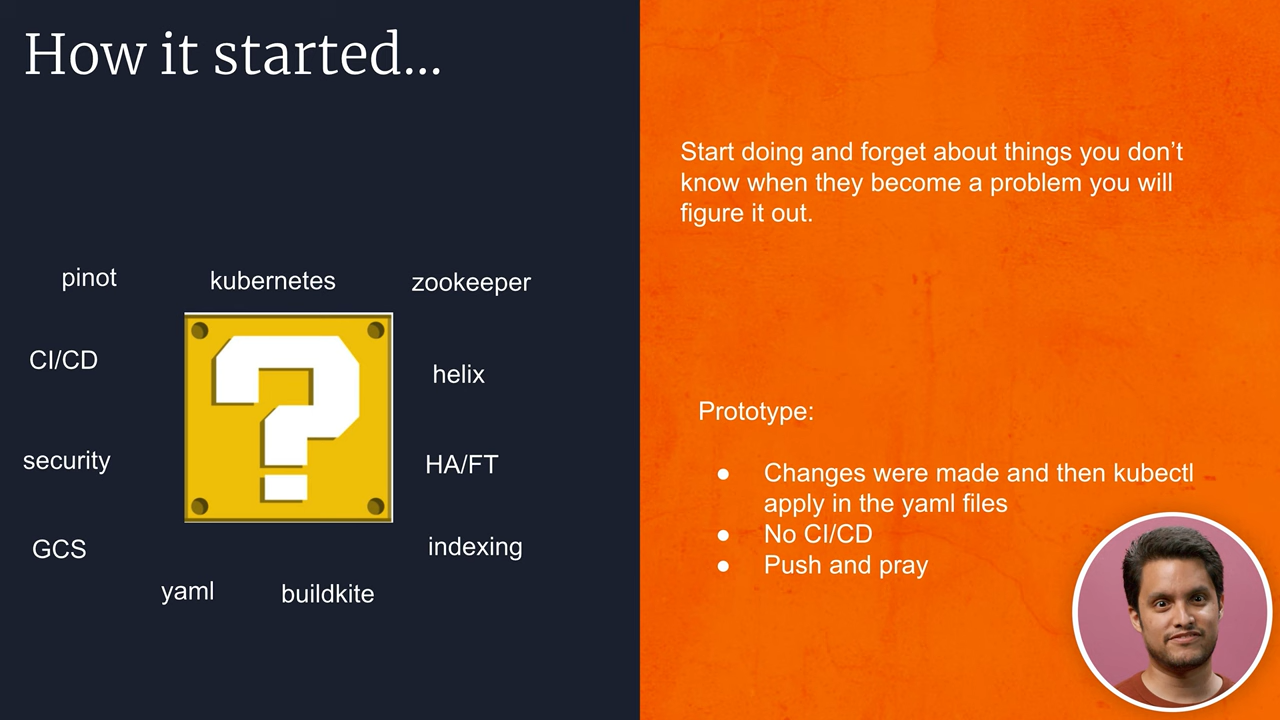 How it started...
pinot
kubernetes
zookeeper
CI/CD
helix
security
HA/FT
GCS
indexing
yaml
buildkite
Start doing and forget about things you don’t
know when they become a problem you will
figure it out.
Prototype:
● Changes were made and then kubectl
apply in the yaml files
● No CI/CD
● Push and pray